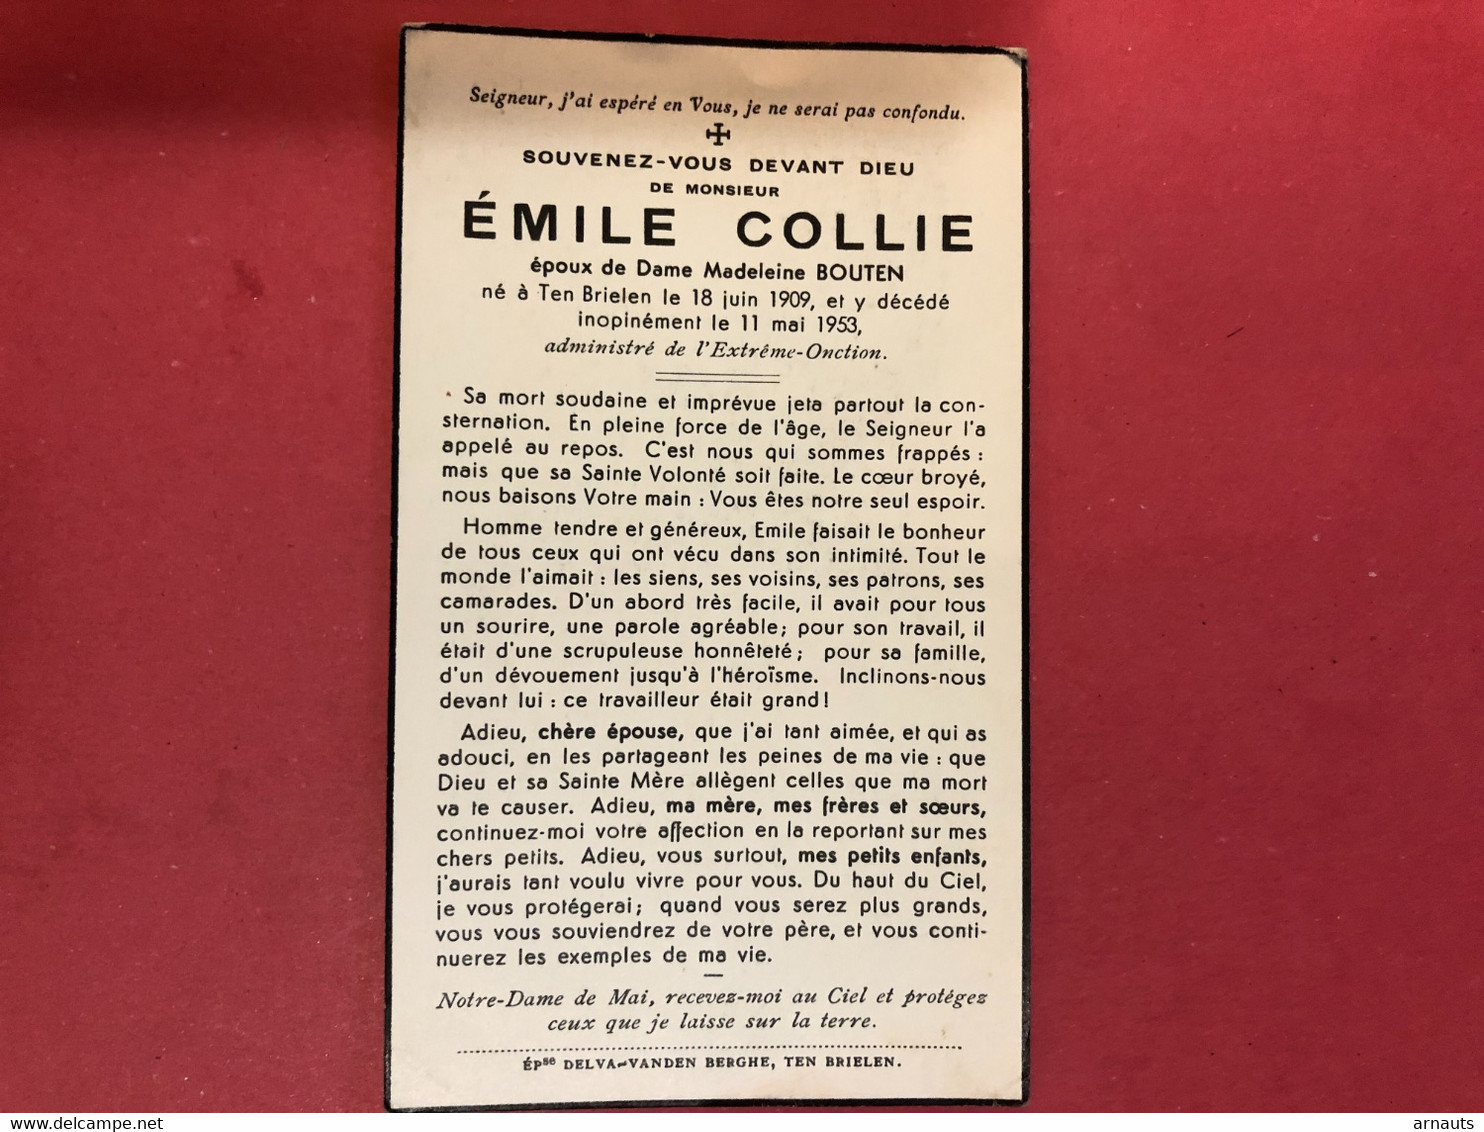 Seigneur, j'ai espéré en Vous, je ne serai pas confondu.
SOUVENEZ-VOUS DEVANT DIEU
DE MONSIEUR
ÉMILE COLLIE
époux de Dame Madeleine BOUTEN
né à Ten Brielen le 18 juin 1909, et y décédé
inopinément le 11 mai 1953,
administré de l'Extrême-Onction.
Sa mort soudaine et imprévue jeta partout la con-
sternation. En pleine force de l'âge, le Seigneur l'a
appelé au repos. C'est nous qui sommes frappés :
mais que sa Sainte Volonté soit faite. Le cœur broyé,
nous baisons Votre main : Vous êtes notre seul espoir.
Homme tendre et généreux, Emile faisait le bonheur
de tous ceux qui ont vécu dans son intimité. Tout le
monde l'aimait : les siens, ses voisins, ses patrons, ses
camarades. D'un abord très facile, il avait pour tous
un sourire, une parole agréable; pour son travail, il
était d'une scrupuleuse honnêteté; pour sa famille,
d'un dévouement jusqu'à l'héroïsme. Inclinons-nous
devant lui : ce travailleur était grand!
Adieu, chère épouse, que j'ai tant aimée, et qui as
adouci, en les partageant les peines de ma vie : que
Dieu et sa Sainte Mère allègent celles que ma mort
va te causer. Adieu, ma mère, mes frères et sœurs,
continuez-moi votre affection en la reportant sur mes
chers petits. Adieu, vous surtout, mes petits enfants,
j'aurais tant voulu vivre pour vous. Du haut du Ciel,
je vous protégerai; quand vous serez plus grands,
vous vous souviendrez de votre père, et vous conti-
nuerez les exemples de ma vie.
Notre-Dame de Mai, recevez-moi au Ciel et protégez
ceux que je laisse sur la terre.
ÉPse DELVA-VANDEN BERGHE, TEN BRIELEN.
delcampe.net
arnauts